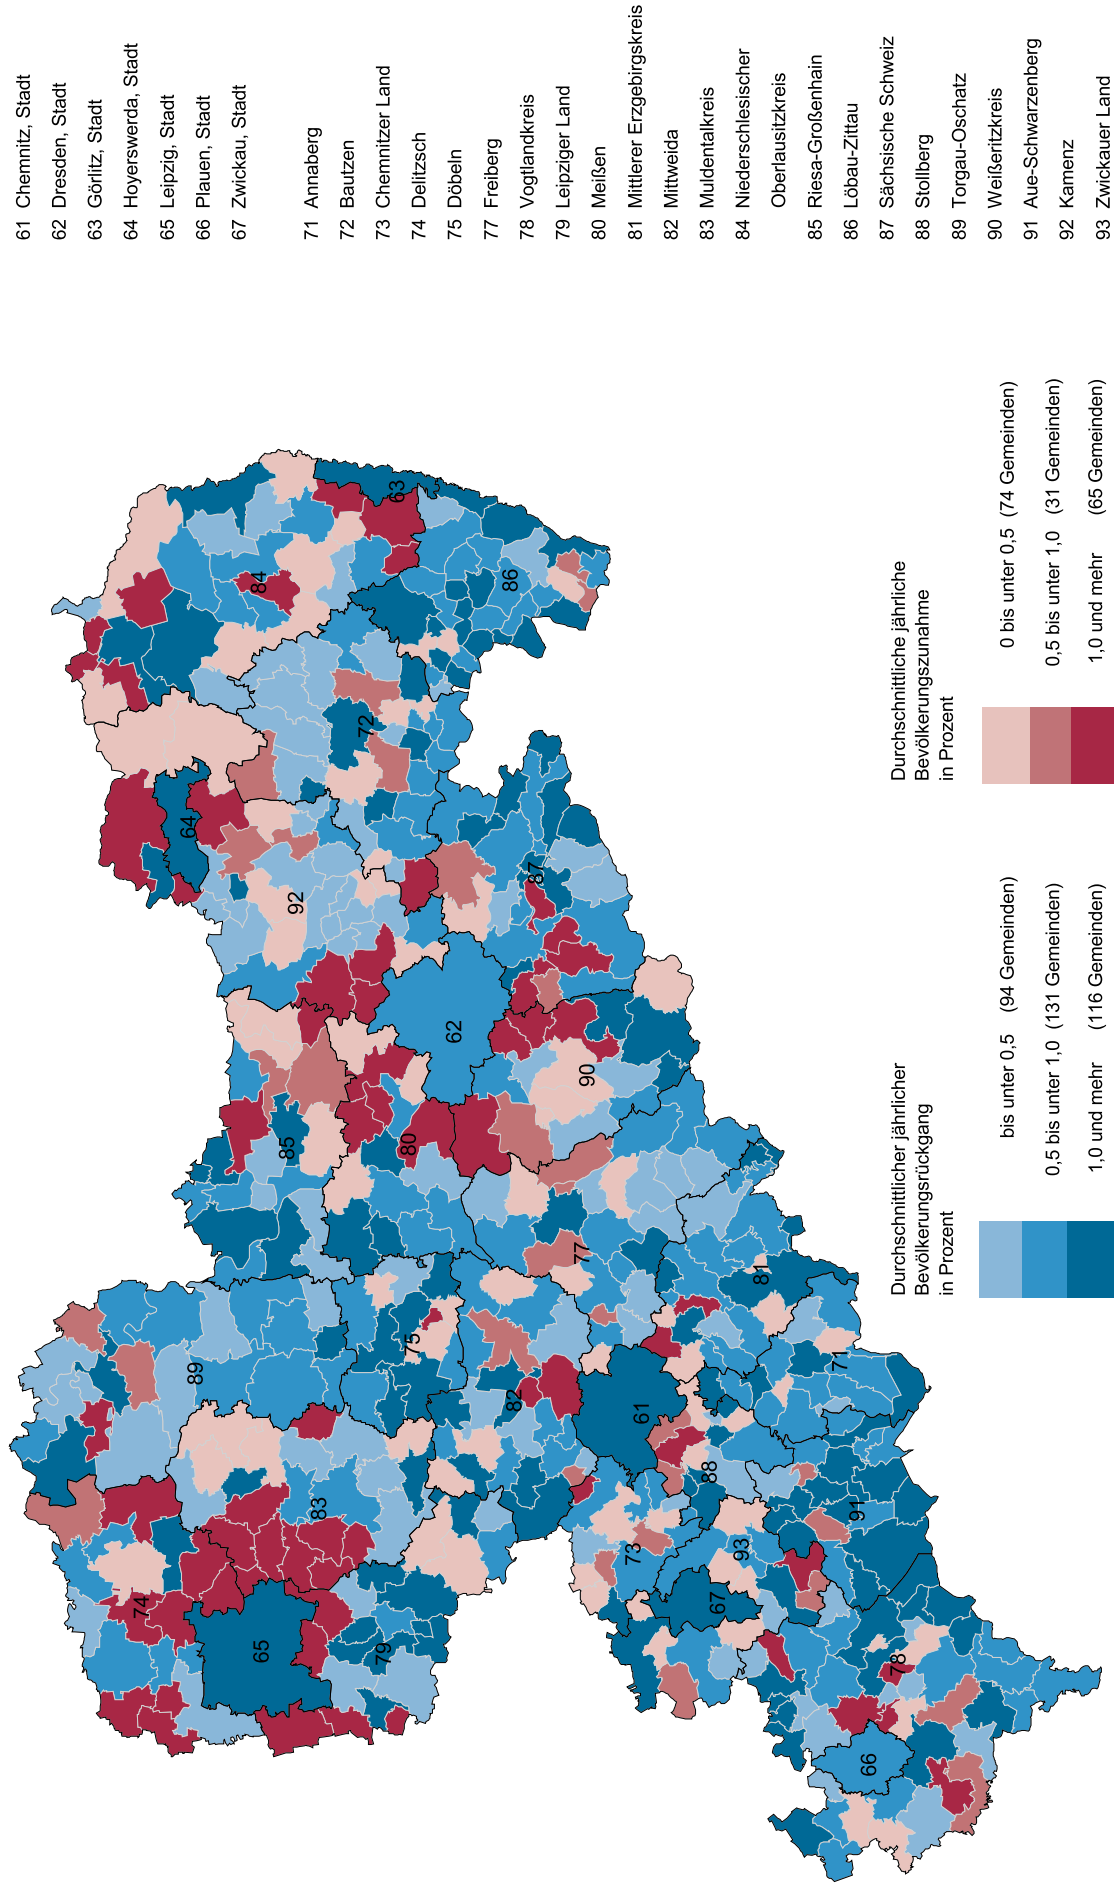 61 Chemnitz, Stadt
62 Dresden, Stadt
63 Görlitz, Stadt
64 Hoyerswerda, Stadt
65 Leipzig, Stadt
66 Plauen, Stadt
67 Zwickau, Stadt
71 Annaberg
72 Bautzen
73 Chemnitzer Land
74 Delitzsch
75 Döbeln
77 Freiberg
78 Vogtlandkreis
79 Leipziger Land
80 Meißen
81 Mittlerer Erzgebirgskreis
82 Mittweida
83 Muldentalkreis
84 Niederschlesischer
Oberlausitzkreis
85 Riesa-Großenhain
86 Löbau-Zittau
87 Sächsische Schweiz
88 Stollberg
89 Torgau-Oschatz
90 Weißeritzkreis
91 Aue-Schwarzenberg
92 Kamenz
93 Zwickauer Land
74
65
79
83
89
75
82
85
80
77
62
90
92
64
72
87
84
63
86
61
81
71
88
73
93
67
91
78
66
Durchschnittlicher jährlicher
Bevölkerungsrückgang
in Prozent
bis unter 0,5 (94 Gemeinden)
0,5 bis unter 1,0 (131 Gemeinden)
1,0 und mehr (116 Gemeinden)
Durchschnittliche jährliche
Bevölkerungszunahme
in Prozent
0 bis unter 0,5 (74 Gemeinden)
0,5 bis unter 1,0 (31 Gemeinden)
1,0 und mehr (65 Gemeinden)